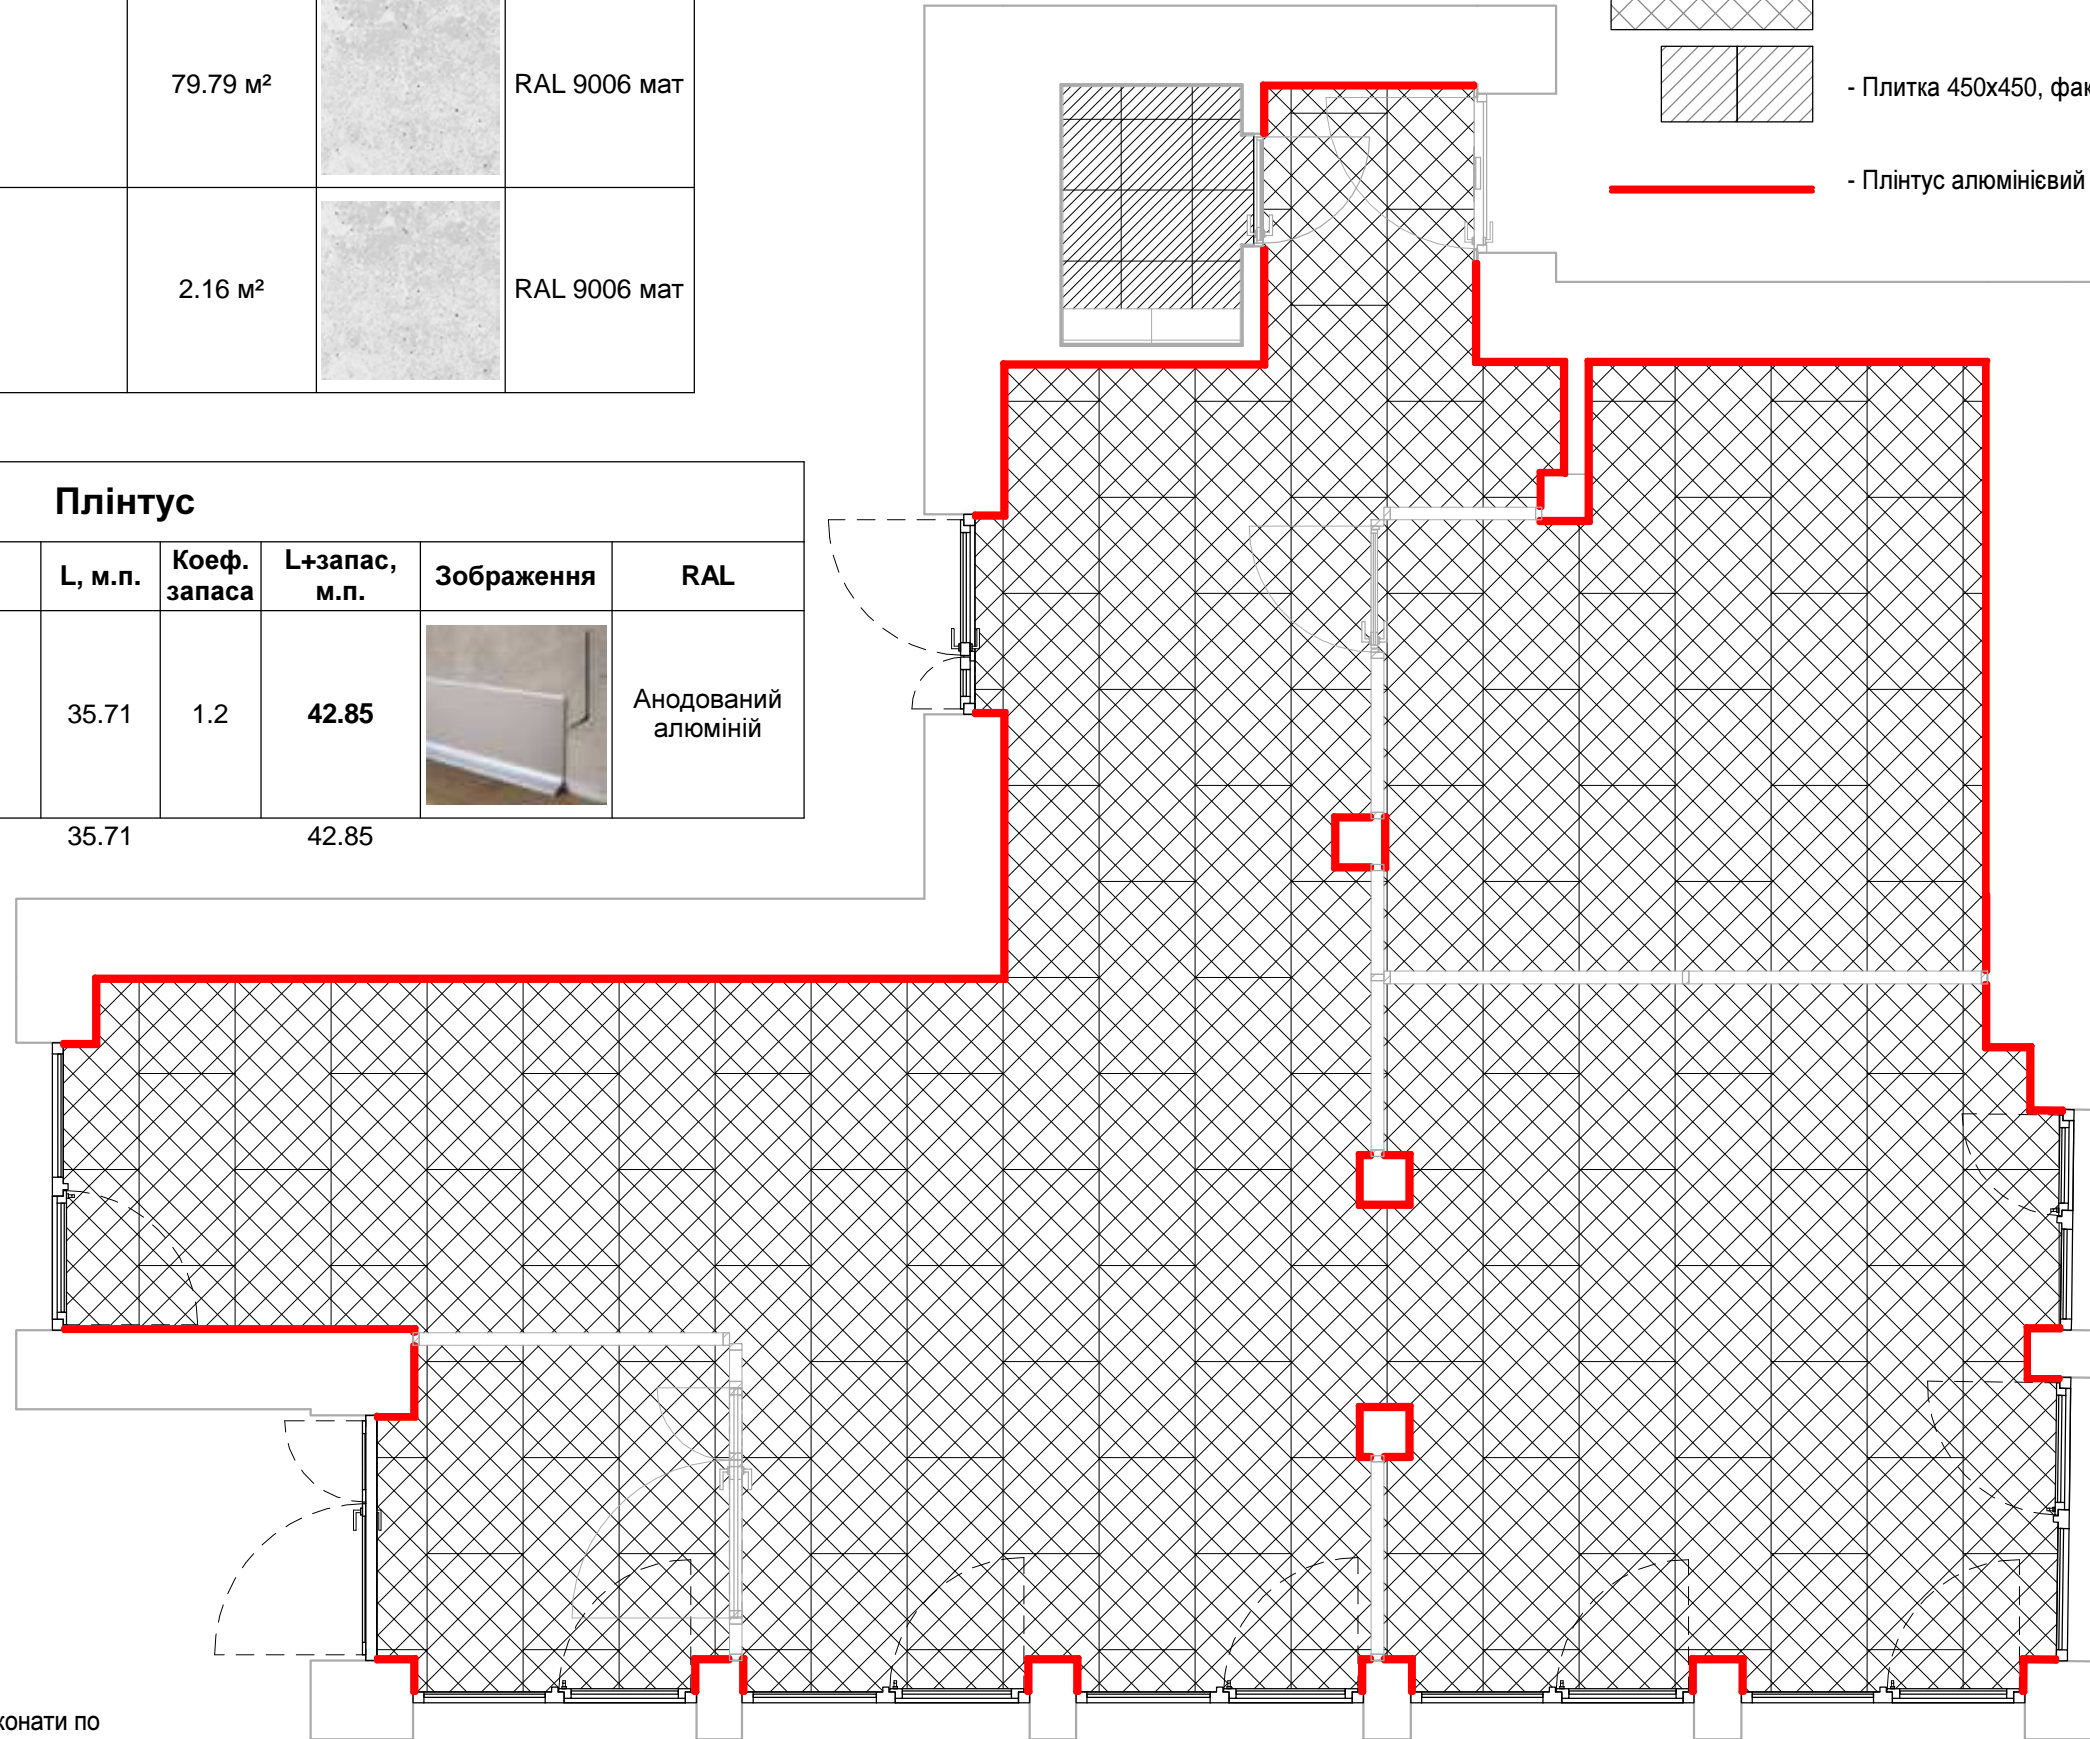 79.79 м²
RAL 9006 мат
- Плитка 450х450, фак
- Плінтус алюмінієвий
2.16 м²
RAL 9006 мат
Плінтус
L, м.п.
Коеф. запаса
L+запас, м.п.
Зображення
RAL
35.71
1.2
42.85
Анодований
алюміній
35.71
42.85
конати по